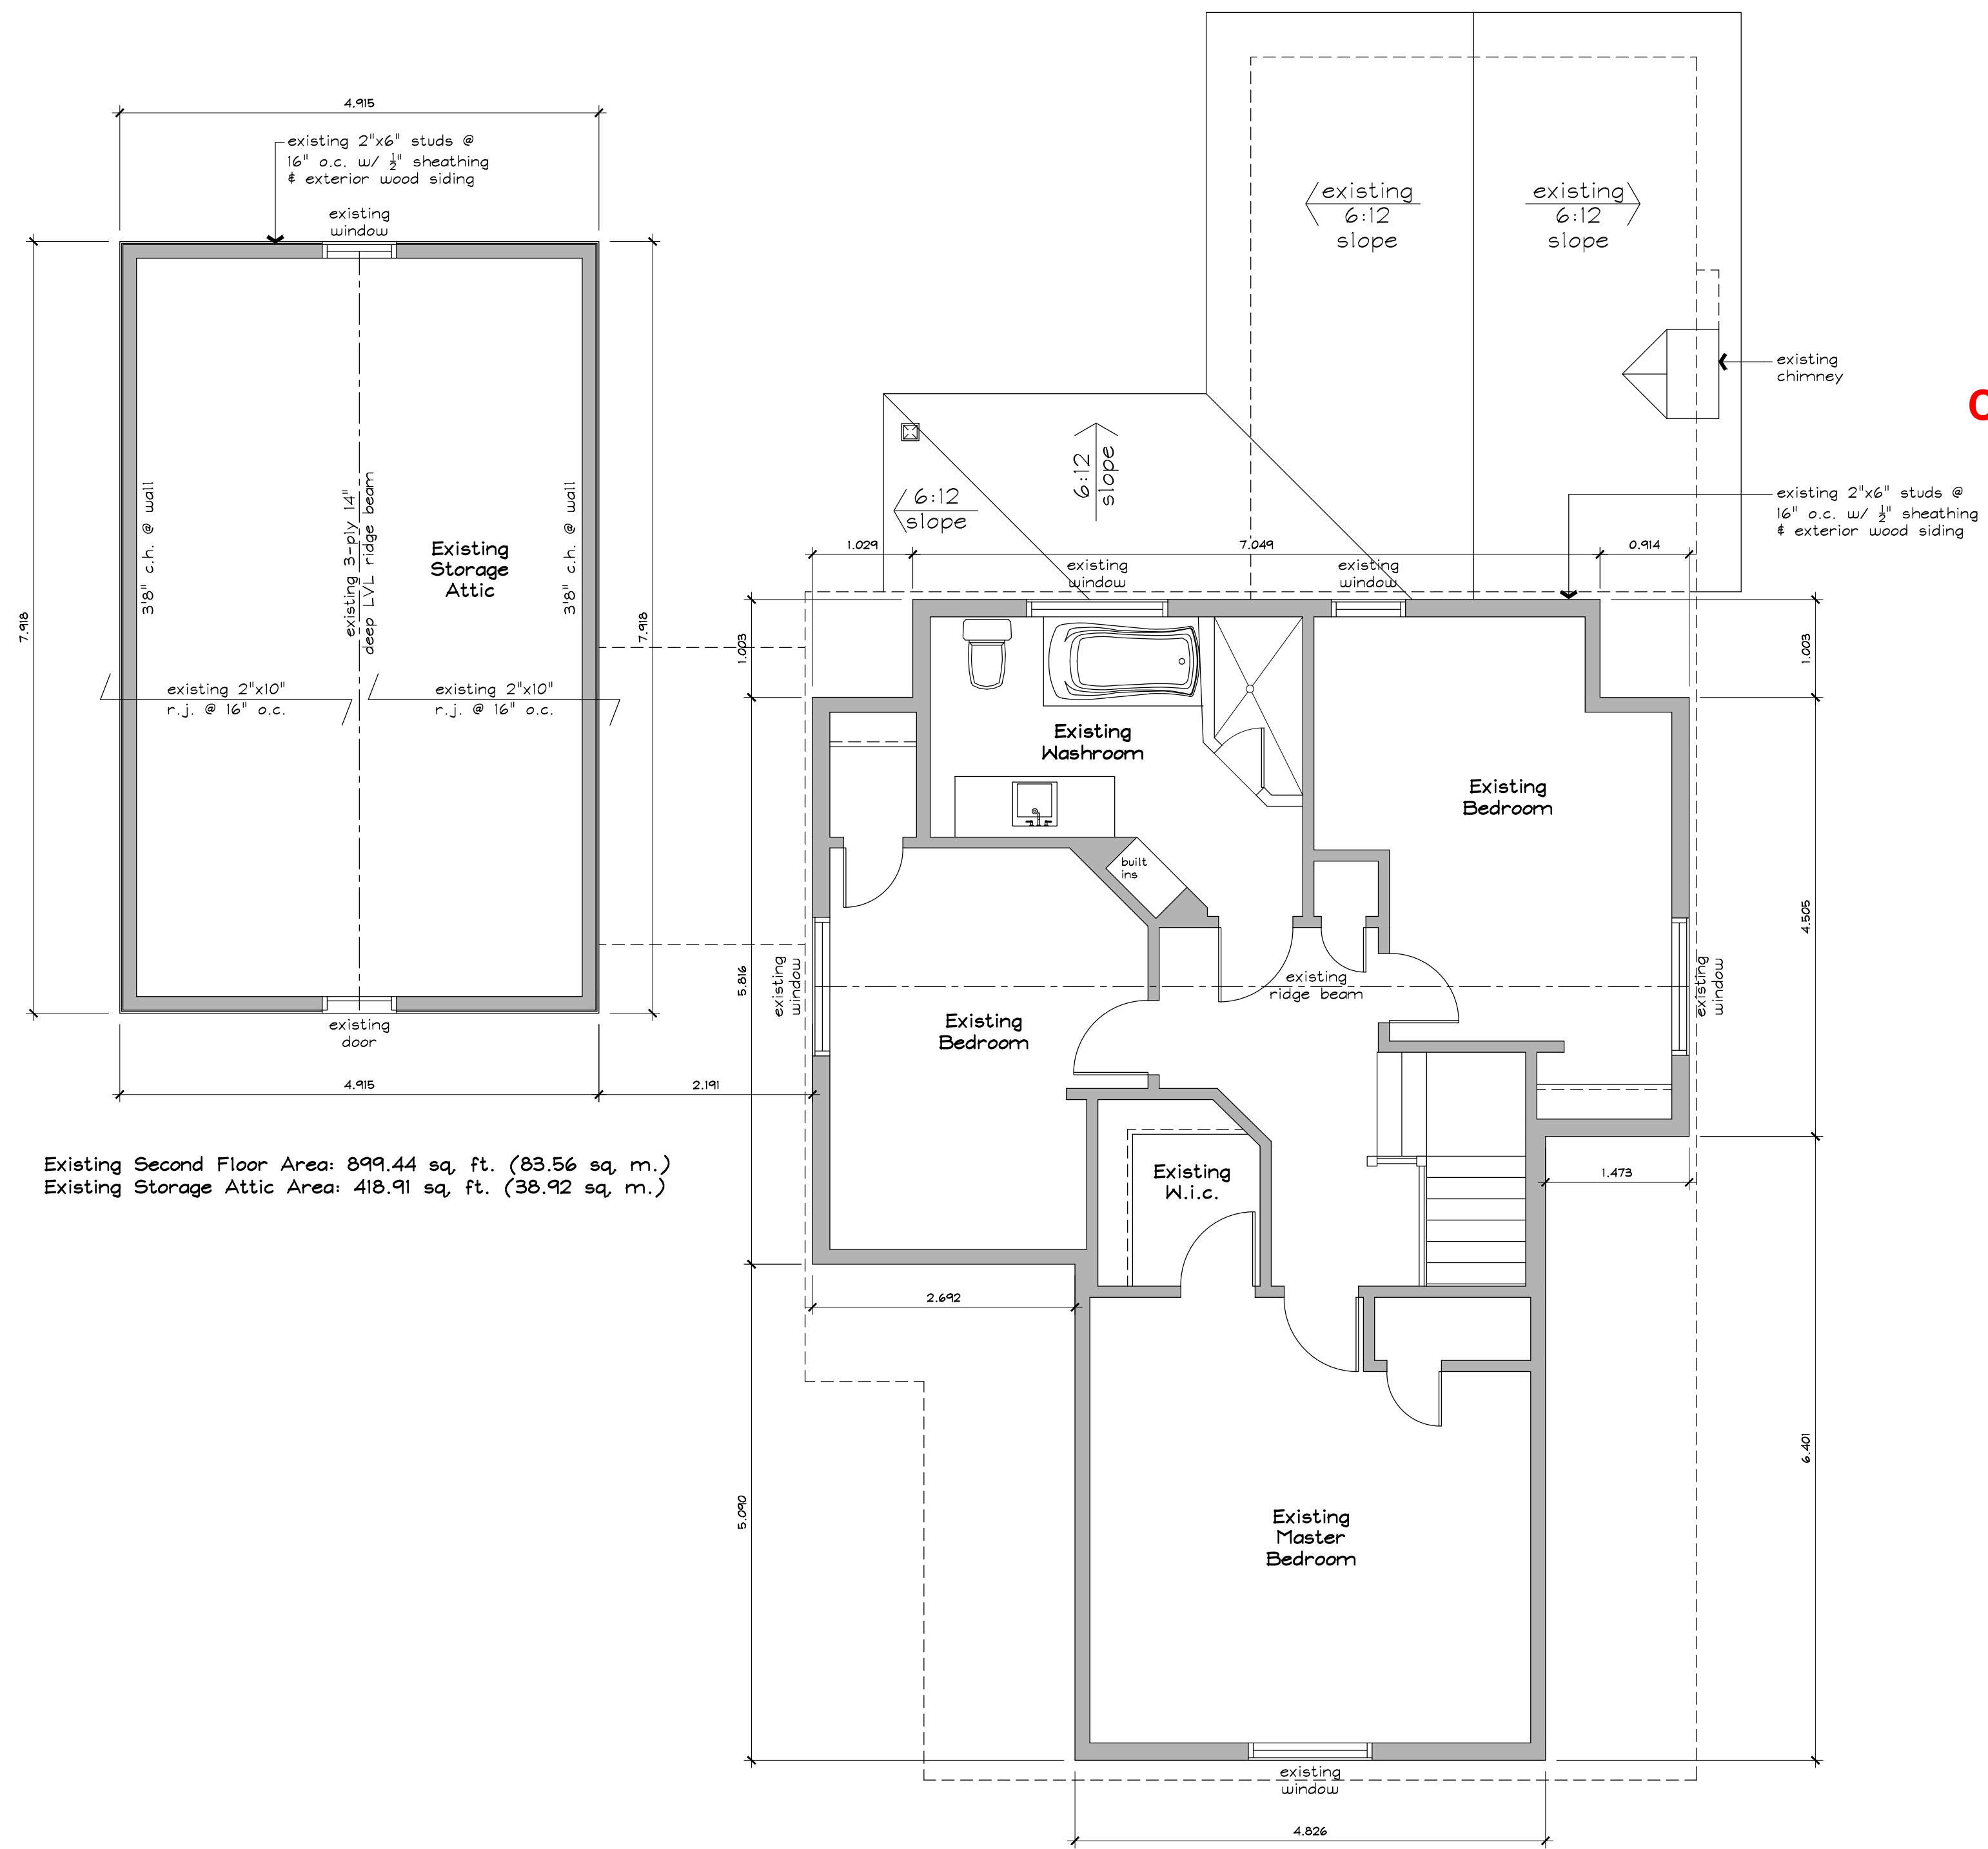 4.915
existing 2"x6" studs @
16" o.c. w/ ½" sheathing
& exterior wood siding
existing
window
existing
6:12
slope
existing
6:12
slope
existing
chimney
6:12
slope
6:12
slope
existing 2"x6" studs @
16" o.c. w/ ½" sheathing
& exterior wood siding
7.918
3'8" c.h. @ wall
existing 3-ply 14"
deep LVL ridge beam
Existing
Storage
Attic
3'8" c.h. @ wall
7.918
existing 2"x10"
r.j. @ 16" o.c.
existing 2"x10"
r.j. @ 16" o.c.
existing
door
4.915
2.191
1.029
7.049
0.914
existing
window
existing
window
1.003
1.003
Existing
Washroom
Existing
Bedroom
built
ins
5.816
existing
window
existing
ridge beam
4.505
existing
window
Existing
Bedroom
Existing
W.i.c.
1.473
Existing Second Floor Area: 899.44 sq. ft. (83.56 sq. m.)
Existing Storage Attic Area: 418.91 sq. ft. (38.92 sq. m.)
2.692
5.090
6.401
Existing
Master
Bedroom
existing
window
4.826